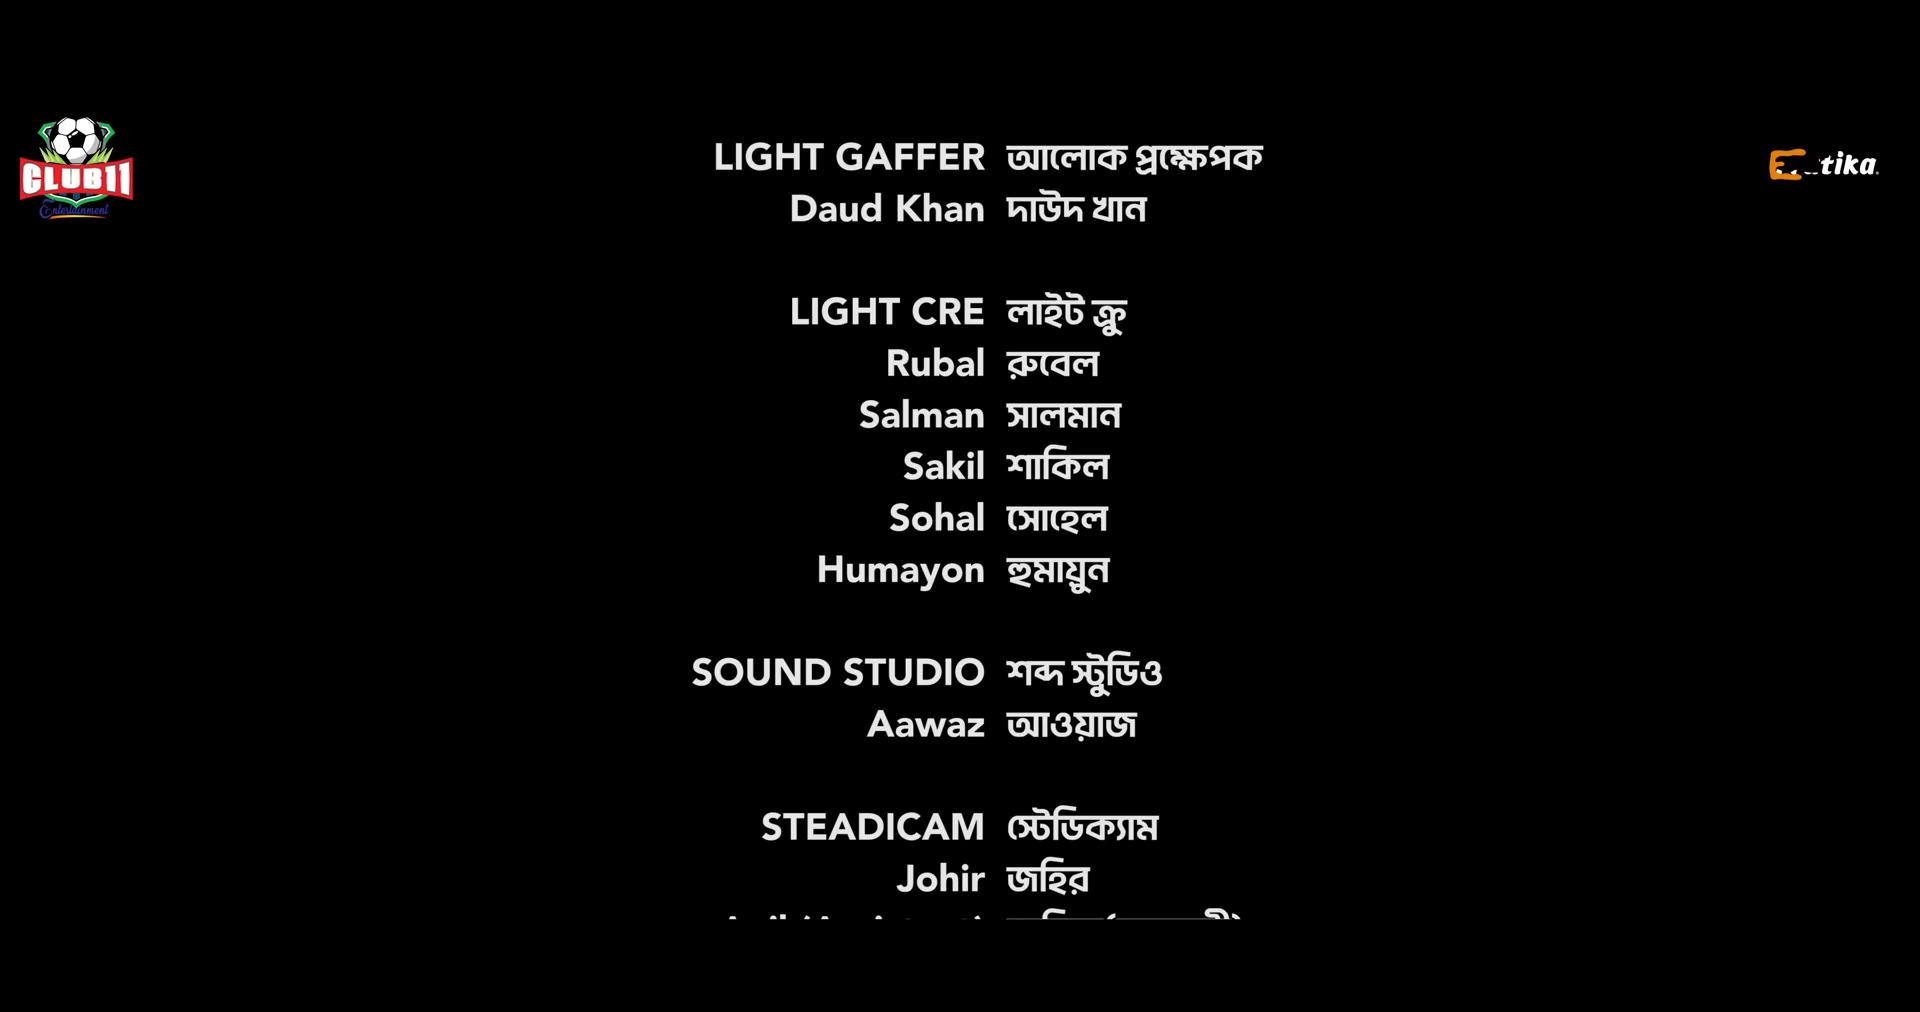 CLUB11
Entertainment
tika
LIGHT GAFFER আলোক প্রক্ষেপক
Daud Khan দাউদ খান
LIGHT CRE লাইট ক্রু
Rubal রুবেল
Salman সালমান
Sakil শাকিল
Sohal সোহেল
Humayon হুমায়ুন
SOUND STUDIO শব্দ স্টুডিও
Aawaz আওয়াজ
STEADICAM স্টেডিক্যাম
Johir জহির